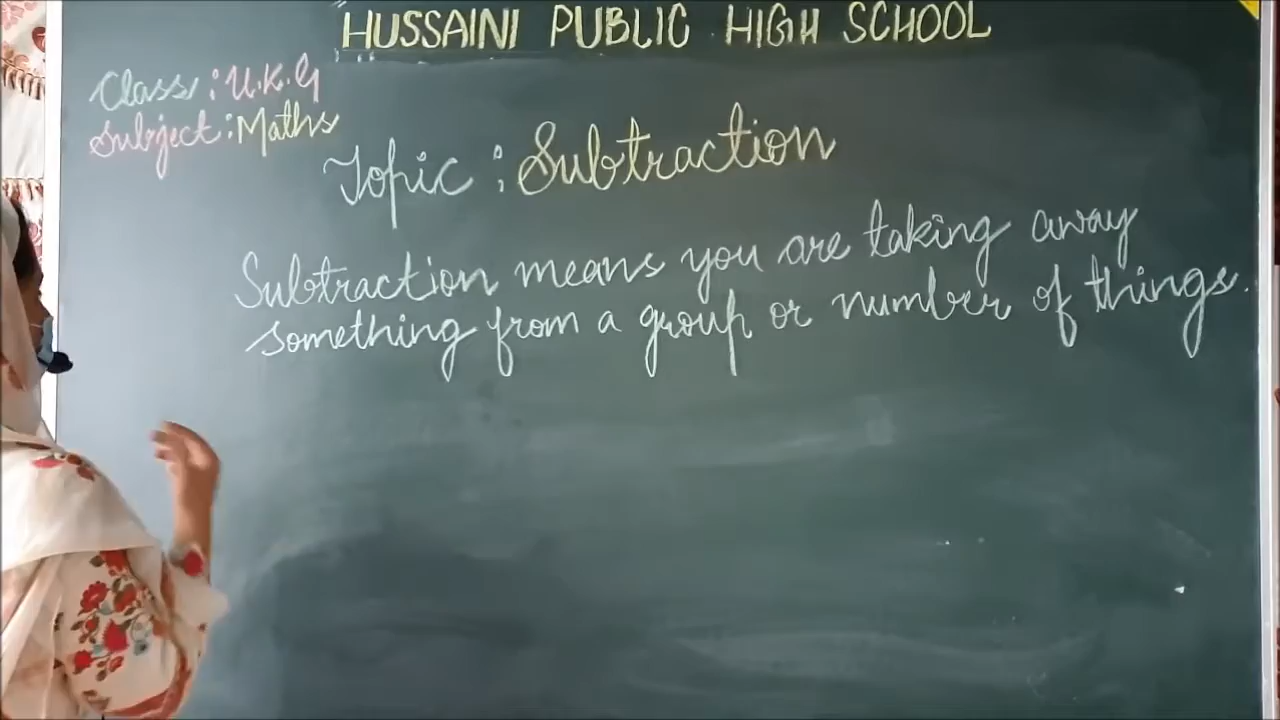 HUSSAINI PUBLIC HIGH SCHOOL
Class: U.K.G
Subject: Maths
Topic: Subtraction
Subtraction means you are taking away
something from a group or number of things.